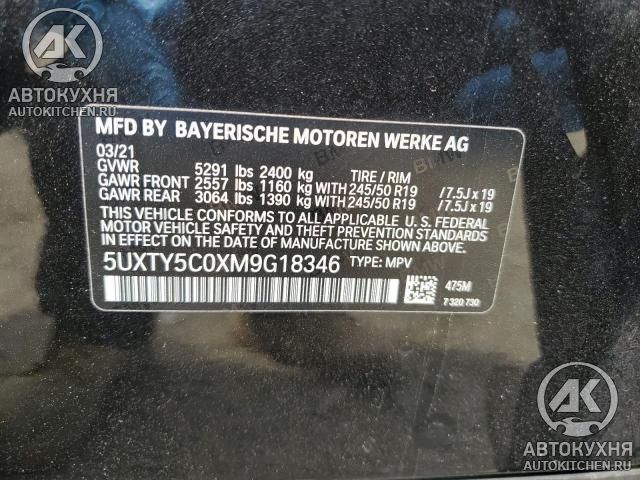 AK
АВТОКУХНЯ
AUTOKITCHEN.RU
MFD BY BAYERISCHE MOTOREN WERKE AG
03/21
GVWR 5291 lbs 2400 kg TIRE / RIM
GAWR FRONT 2557 lbs 1160 kg WITH 245/50 R19 /7.5J x 19
GAWR REAR 3064 lbs 1390 kg WITH 245/50 R19 /7.5J x 19
THIS VEHICLE CONFORMS TO ALL APPLICABLE U. S. FEDERAL
MOTOR VEHICLE SAFETY AND THEFT PREVENTION STANDARDS
IN EFFECT ON THE DATE OF MANUFACTURE SHOWN ABOVE.
5UXTY5C0XM9G18346 TYPE: MPV
475M
7 320 730
AK
АВТОКУХНЯ
AUTOKITCHEN.RU